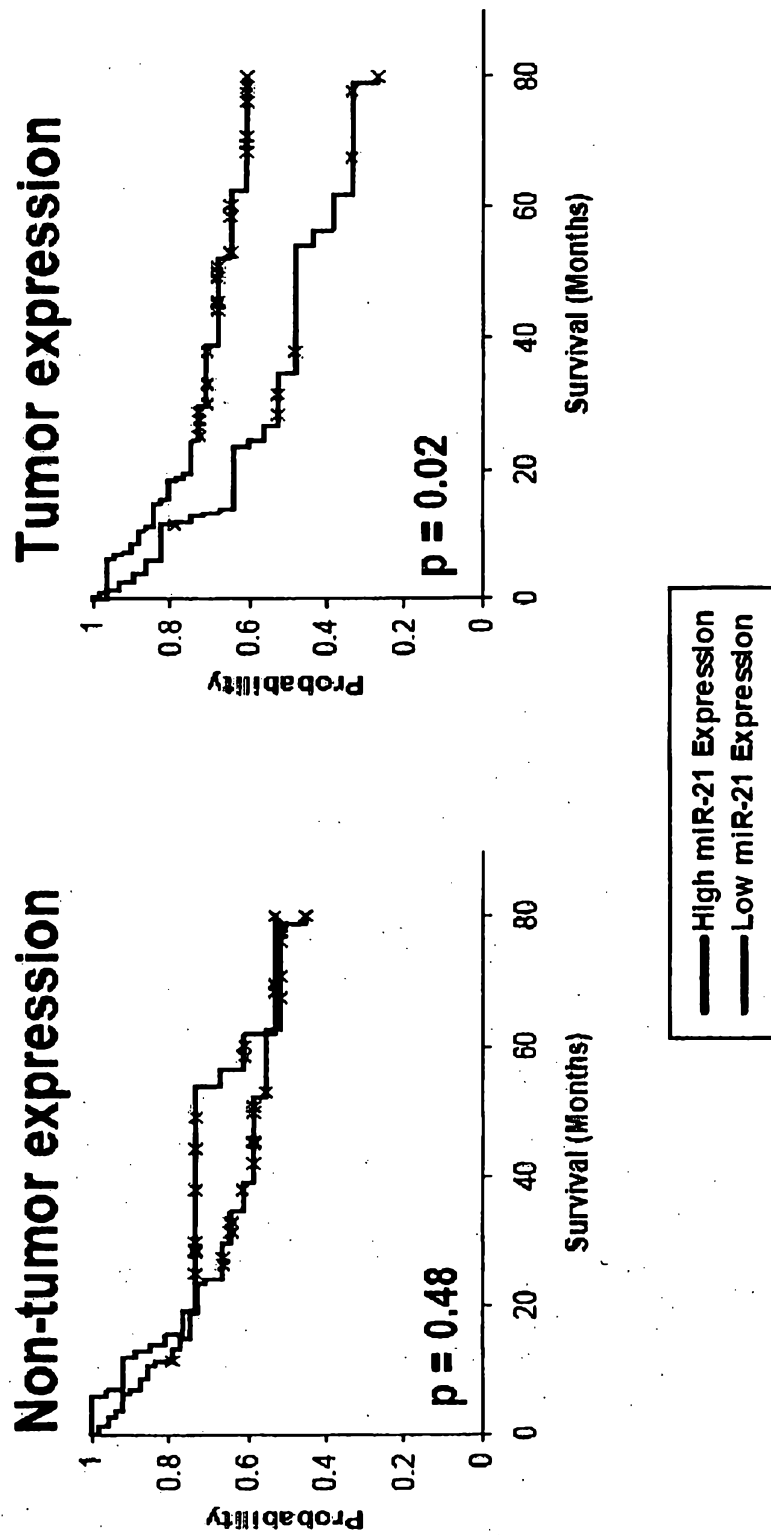 Non-tumor expression
Probability
1
0.8
0.6
0.4
0.2
0
p = 0.48
0
20
40
60
80
Survival (Months)
Tumor expression
Probability
1
0.8
0.6
0.4
0.2
0
p = 0.02
0
20
40
60
80
Survival (Months)
High miR-21 Expression
Low miR-21 Expression